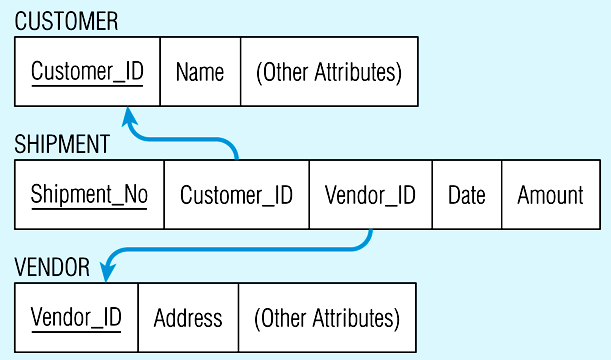 CUSTOMER
Customer_ID Name (Other Attributes)
SHIPMENT
Shipment_No Customer_ID Vendor_ID Date Amount
VENDOR
Vendor_ID Address (Other Attributes)